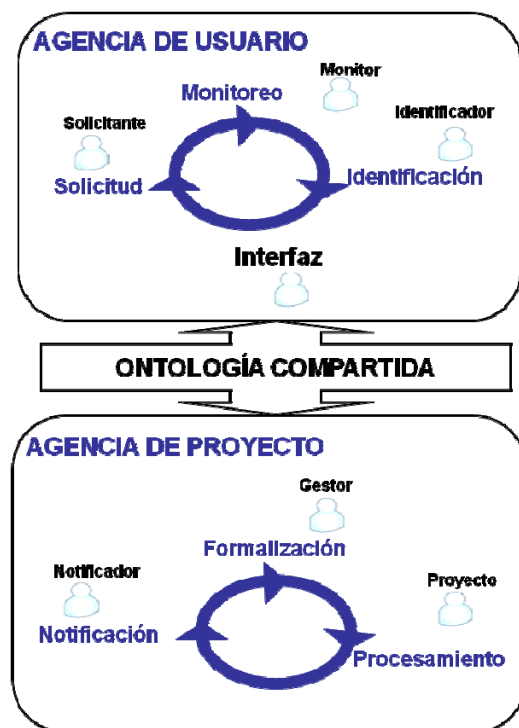 AGENCIA DE USUARIO
Monitor
Monitoreo
Solicitante
Identificador
Solicitud
Identificación
Interfaz
ONTOLOGÍA COMPARTIDA
AGENCIA DE PROYECTO
Gestor
Formalización
Notificador
Proyecto
Notificación
Procesamiento